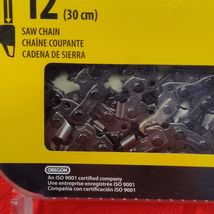 12 (30 cm)
SAW CHAIN
CHAÎNE COUPANTE
CADENA DE SIERRA
OREGON
An ISO 9001 certified company
Une entreprise enregistrée ISO 9001
Compañía con certificación ISO 9001